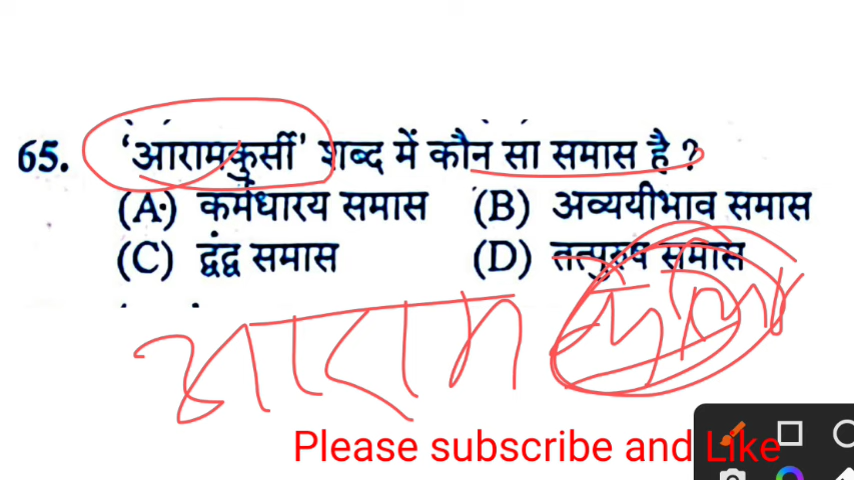 65. 'आरामकुर्सी' शब्द में कौन सा समास है ?
(A) कर्मधारय समास (B) अव्ययीभाव समास
(C) द्वंद्व समास (D) तत्पुरुष समास
आराम
Please subscribe and Like